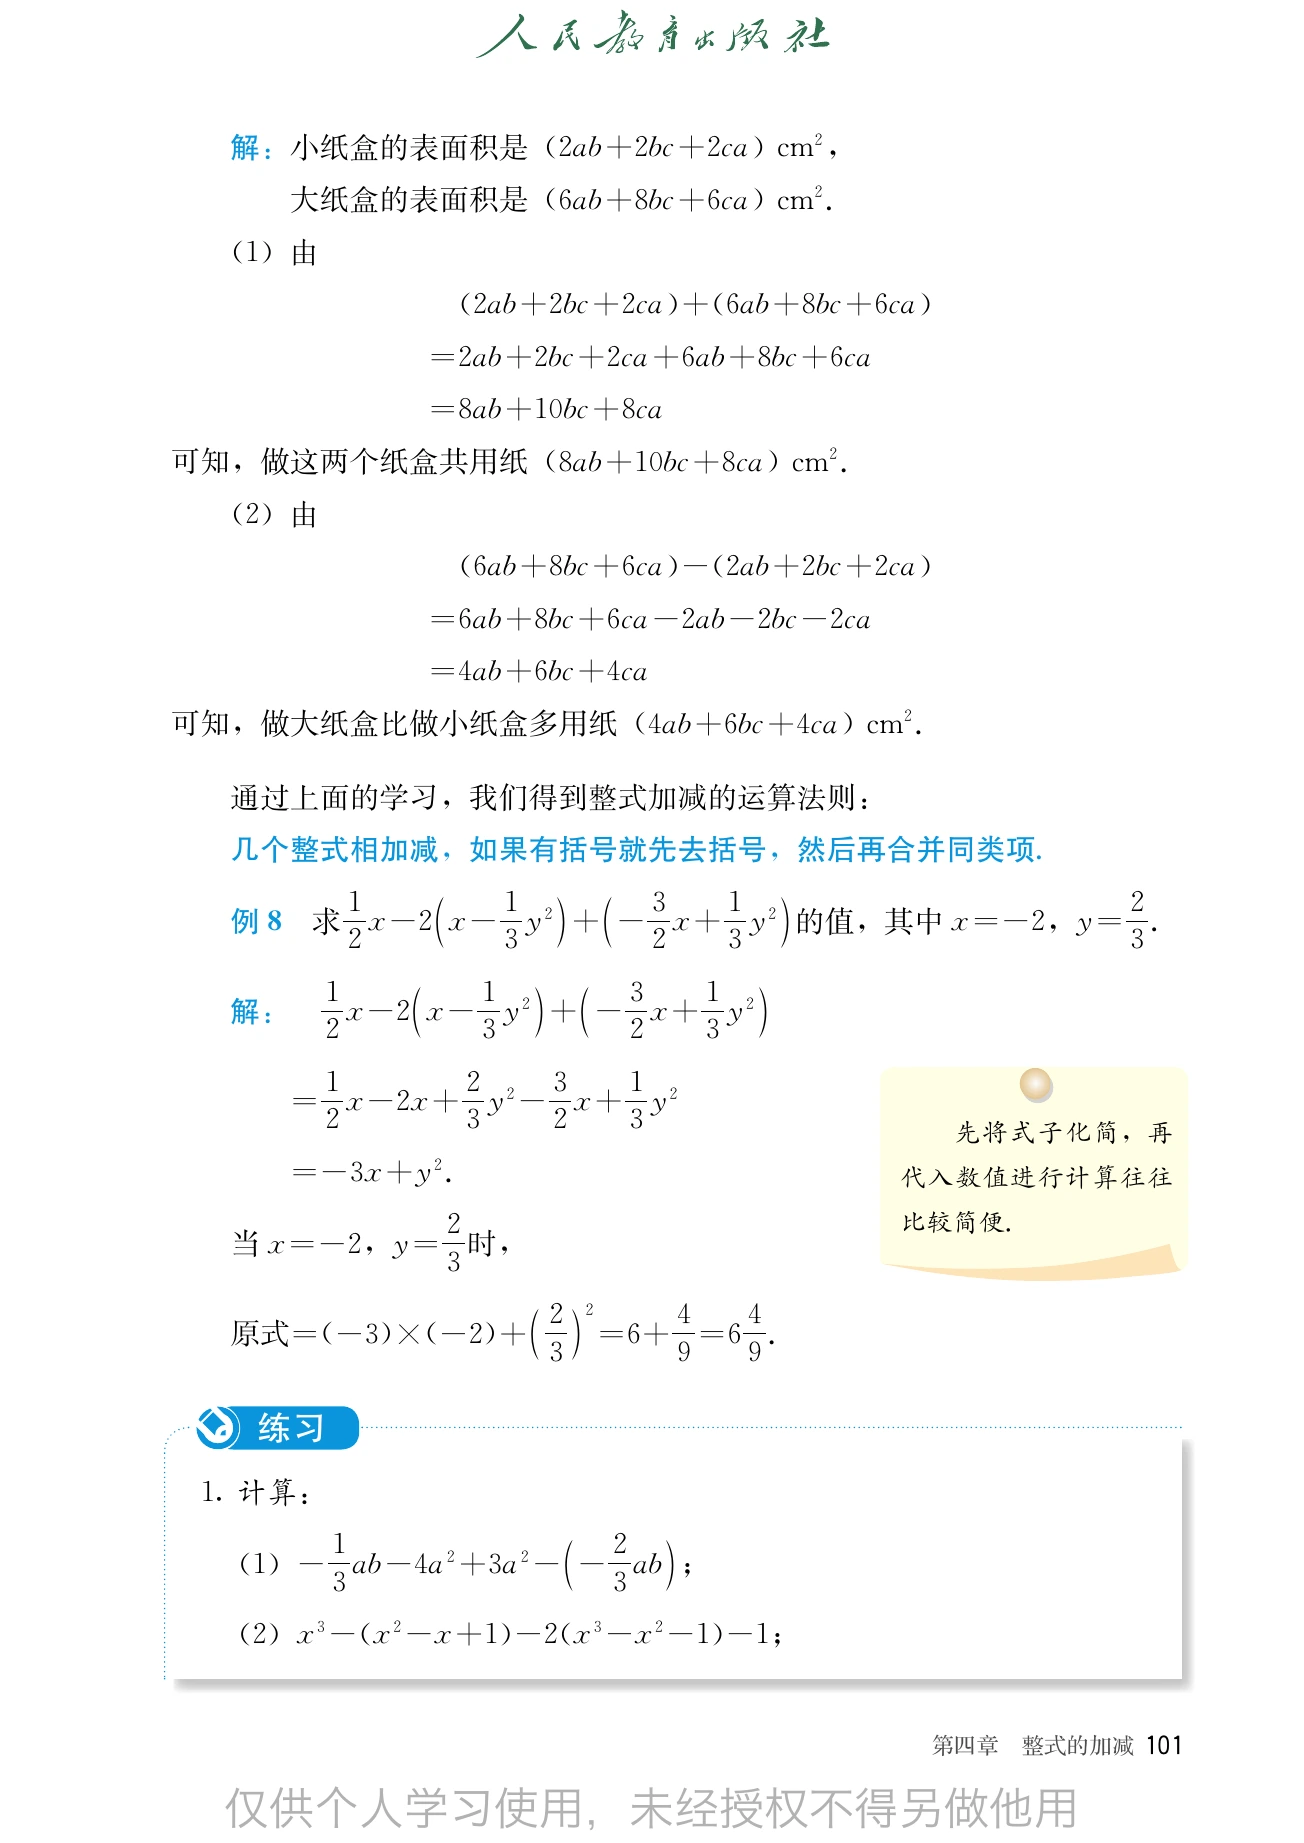 人民教育出版社
解：小纸盒的表面积是（2ab＋2bc＋2ca）cm²，
大纸盒的表面积是（6ab＋8bc＋6ca）cm².
（1）由
(2ab＋2bc＋2ca)＋(6ab＋8bc＋6ca)
＝2ab＋2bc＋2ca＋6ab＋8bc＋6ca
＝8ab＋10bc＋8ca
可知，做这两个纸盒共用纸（8ab＋10bc＋8ca）cm².
（2）由
(6ab＋8bc＋6ca)－(2ab＋2bc＋2ca)
＝6ab＋8bc＋6ca－2ab－2bc－2ca
＝4ab＋6bc＋4ca
可知，做大纸盒比做小纸盒多用纸（4ab＋6bc＋4ca）cm².
通过上面的学习，我们得到整式加减的运算法则：
几个整式相加减，如果有括号就先去括号，然后再合并同类项.
例8 求1/2x－2(x－1/3y²)＋(－3/2x＋1/3y²)的值，其中 x＝－2，y＝2/3.
解： 1/2x－2(x－1/3y²)＋(－3/2x＋1/3y²)
＝1/2x－2x＋2/3y²－3/2x＋1/3y²
＝－3x＋y².
先将式子化简，再
代入数值进行计算往往
比较简便.
当 x＝－2，y＝2/3时，
原式＝(－3)×(－2)＋(2/3)²＝6＋4/9＝6 4/9.
练习
1. 计算：
（1）－1/3ab－4a²＋3a²－(－2/3ab)；
（2）x³－(x²－x＋1)－2(x³－x²－1)－1；
第四章 整式的加减 101
仅供个人学习使用，未经授权不得另做他用